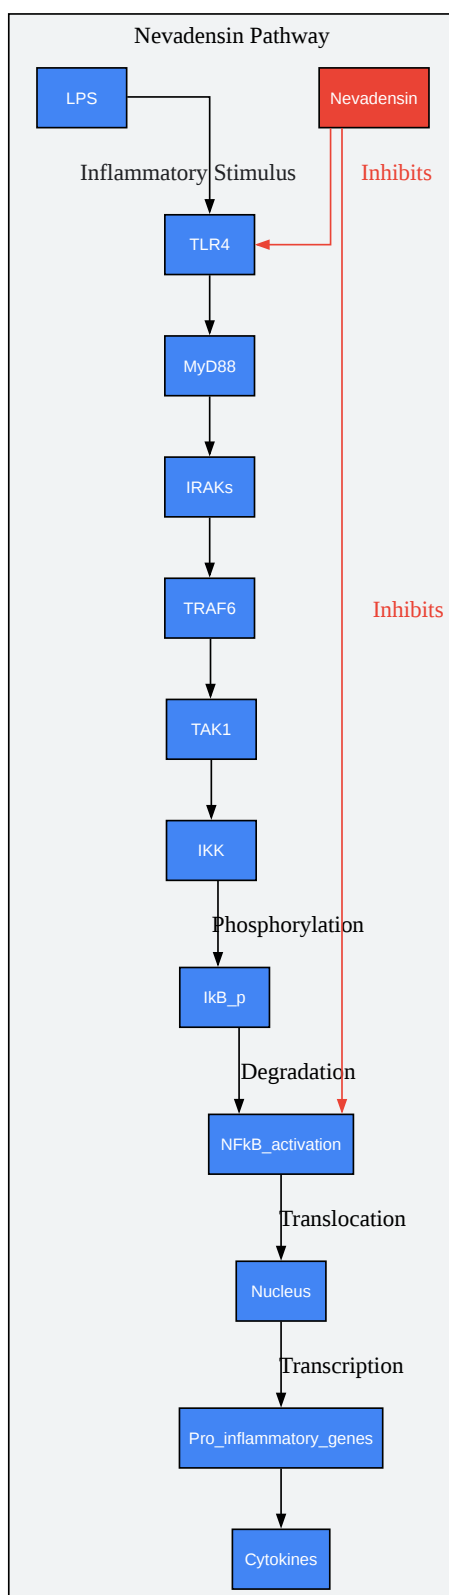 Nevadensin Pathway
LPS
Nevadensin
Inflammatory Stimulus
Inhibits
TLR4
MyD88
IRAKs
TRAF6
Inhibits
TAK1
IKK
Phosphorylation
IkB_p
Degradation
NFkB_activation
Translocation
Nucleus
Transcription
Pro_inflammatory_genes
Cytokines